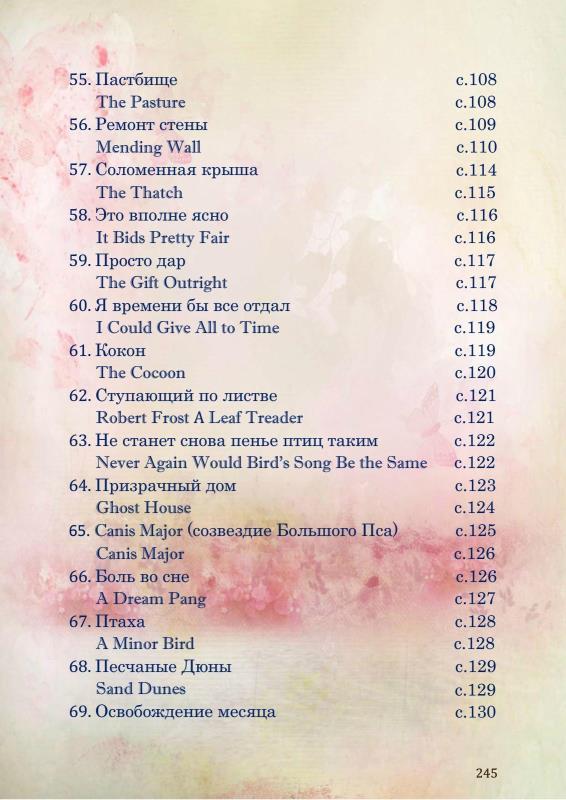 55. Пастбище с.108
The Pasture с.108
56. Ремонт стены с.109
Mending Wall с.110
57. Соломенная крыша с.114
The Thatch с.115
58. Это вполне ясно с.116
It Bids Pretty Fair с.116
59. Просто дар с.117
The Gift Outright с.117
60. Я времени бы все отдал с.118
I Could Give All to Time с.119
61. Кокон с.119
The Cocoon с.120
62. Ступающий по листве с.121
Robert Frost A Leaf Treader с.121
63. Не станет снова пенье птиц таким с.122
Never Again Would Bird's Song Be the Same с.122
64. Призрачный дом с.123
Ghost House с.124
65. Canis Major (созвездие Большого Пса) с.125
Canis Major с.126
66. Боль во сне с.126
A Dream Pang с.127
67. Птаха с.128
A Minor Bird с.128
68. Песчаные Дюны с.129
Sand Dunes с.129
69. Освобождение месяца с.130
245